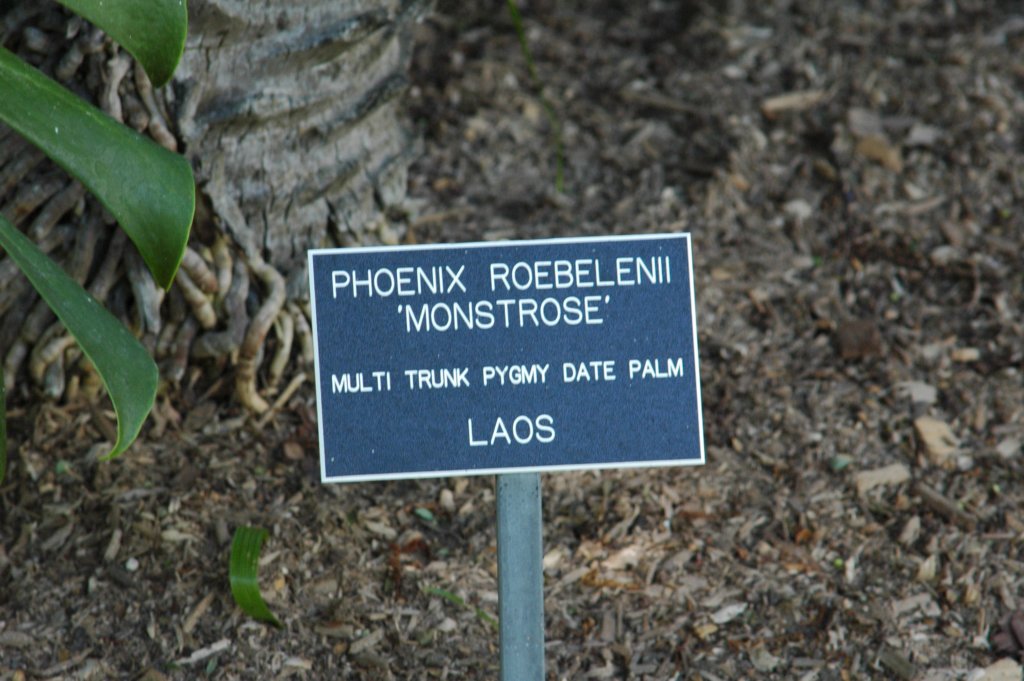 PHOENIX ROEBELENII
'MONSTROSE'
MULTI TRUNK PYGMY DATE PALM
LAOS